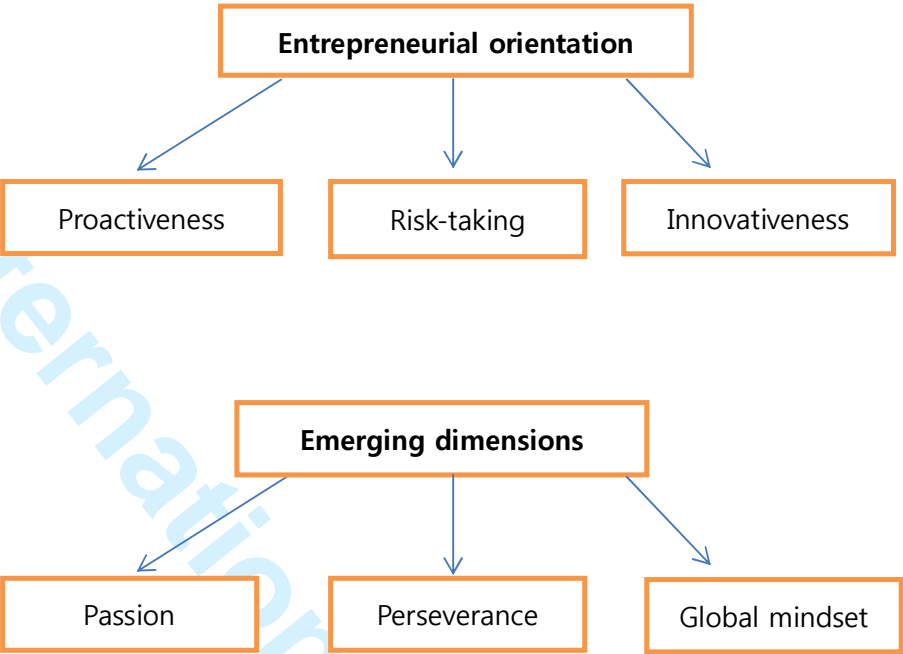 Entrepreneurial orientation
Proactiveness
Risk-taking
Innovativeness
Emerging dimensions
Passion
Perseverance
Global mindset